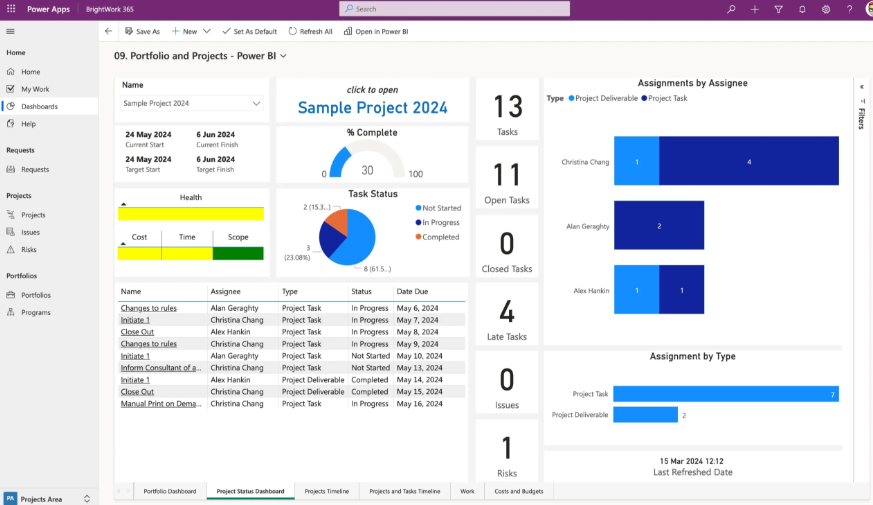 Power Apps
BrightWork 365
Search
Save As
New
Set As Default
Refresh All
Open in Power BI
Home
Home
My Work
Dashboards
Help
Requests
Requests
Projects
Projects
Issues
Risks
Portfolios
Portfolios
Programs
PA
Projects Area
09. Portfolio and Projects - Power BI
Name
Sample Project 2024
24 May 2024
6 Jun 2024
Current Start
Current Finish
24 May 2024
6 Jun 2024
Target Start
Target Finish
Health
Cost
Time
Scope
click to open
Sample Project 2024
% Complete
0
30
100
Task Status
2 (15.3...)
3
(23.08%)
8 (61.5...)
Not Started
In Progress
Completed
Name Assignee Type Status Date Due
Changes to rules Alan Geraghty Project Task In Progress May 6, 2024
Initiate 1 Christina Chang Project Task In Progress May 7, 2024
Close Out Alex Hankin Project Task In Progress May 8, 2024
Changes to rules Christina Chang Project Task In Progress May 9, 2024
Initiate 1 Alan Geraghty Project Task Not Started May 10, 2024
Inform Consultant of a... Christina Chang Project Task Not Started May 13, 2024
Initiate 1 Alex Hankin Project Deliverable Completed May 14, 2024
Close Out Christina Chang Project Deliverable Completed May 15, 2024
Manual Print on Dema... Christina Chang Project Task In Progress May 16, 2024
13
Tasks
11
Open Tasks
0
Closed Tasks
4
Late Tasks
0
Issues
1
Risks
Assignments by Assignee
Type Project Deliverable Project Task
Christina Chang 1 4
Alan Geraghty 2
Alex Hankin 1 1
Assignment by Type
Project Task 7
Project Deliverable 2
15 Mar 2024 12:12
Last Refreshed Date
Filters
Portfolio Dashboard
Project Status Dashboard
Projects Timeline
Projects and Tasks Timeline
Work
Costs and Budgets